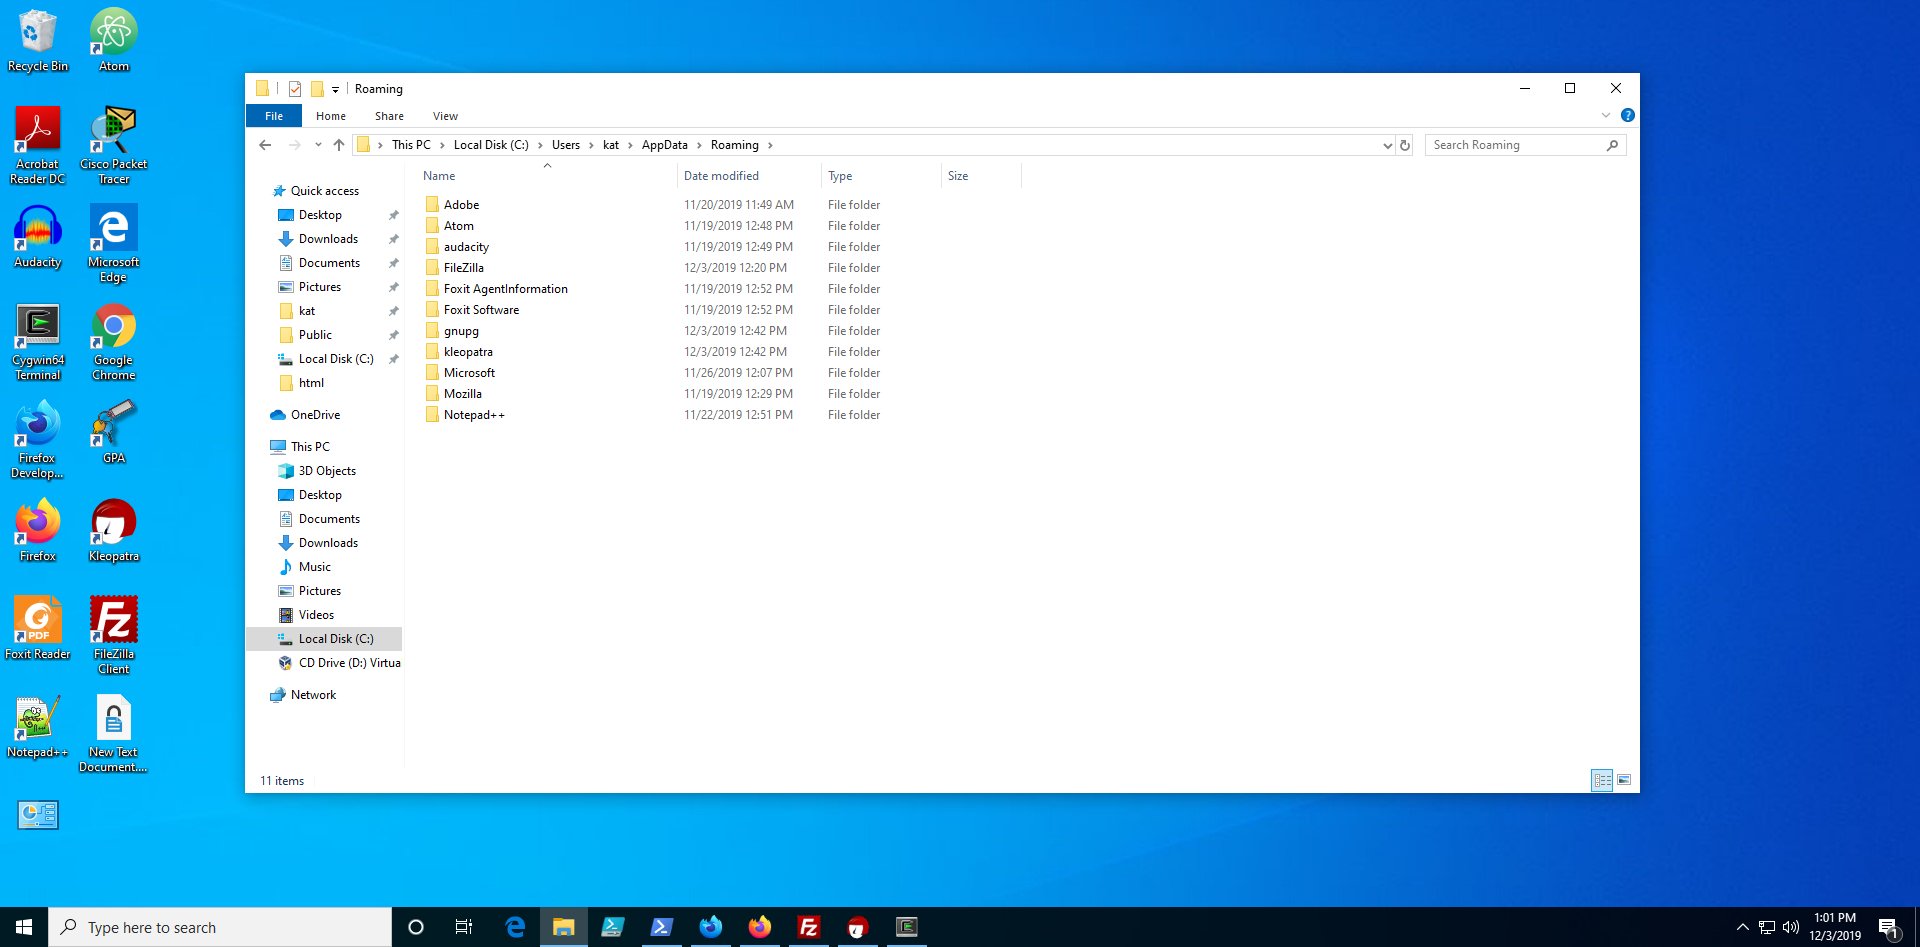 Recycle Bin
Atom
Acrobat
Reader DC
Cisco Packet
Tracer
Audacity
Microsoft
Edge
Cygwin64
Terminal
Google
Chrome
Firefox
Develop...
GPA
Firefox
Kleopatra
PDF
Foxit Reader
Fz
FileZilla
Client
Notepad++
New Text
Document....
Roaming
File Home Share View
This PC > Local Disk (C:) > Users > kat > AppData > Roaming >
Search Roaming
Name Date modified Type Size
Quick access
Desktop
Downloads
Documents
Pictures
kat
Public
Local Disk (C:)
html
OneDrive
This PC
3D Objects
Desktop
Documents
Downloads
Music
Pictures
Videos
Local Disk (C:)
CD Drive (D:) Virtua
Network
Adobe 11/20/2019 11:49 AM File folder
Atom 11/19/2019 12:48 PM File folder
audacity 11/19/2019 12:49 PM File folder
FileZilla 12/3/2019 12:20 PM File folder
Foxit AgentInformation 11/19/2019 12:52 PM File folder
Foxit Software 11/19/2019 12:52 PM File folder
gnupg 12/3/2019 12:42 PM File folder
kleopatra 12/3/2019 12:42 PM File folder
Microsoft 11/26/2019 12:07 PM File folder
Mozilla 11/19/2019 12:29 PM File folder
Notepad++ 11/22/2019 12:51 PM File folder
11 items
Type here to search
Fz
1:01 PM
12/3/2019
1